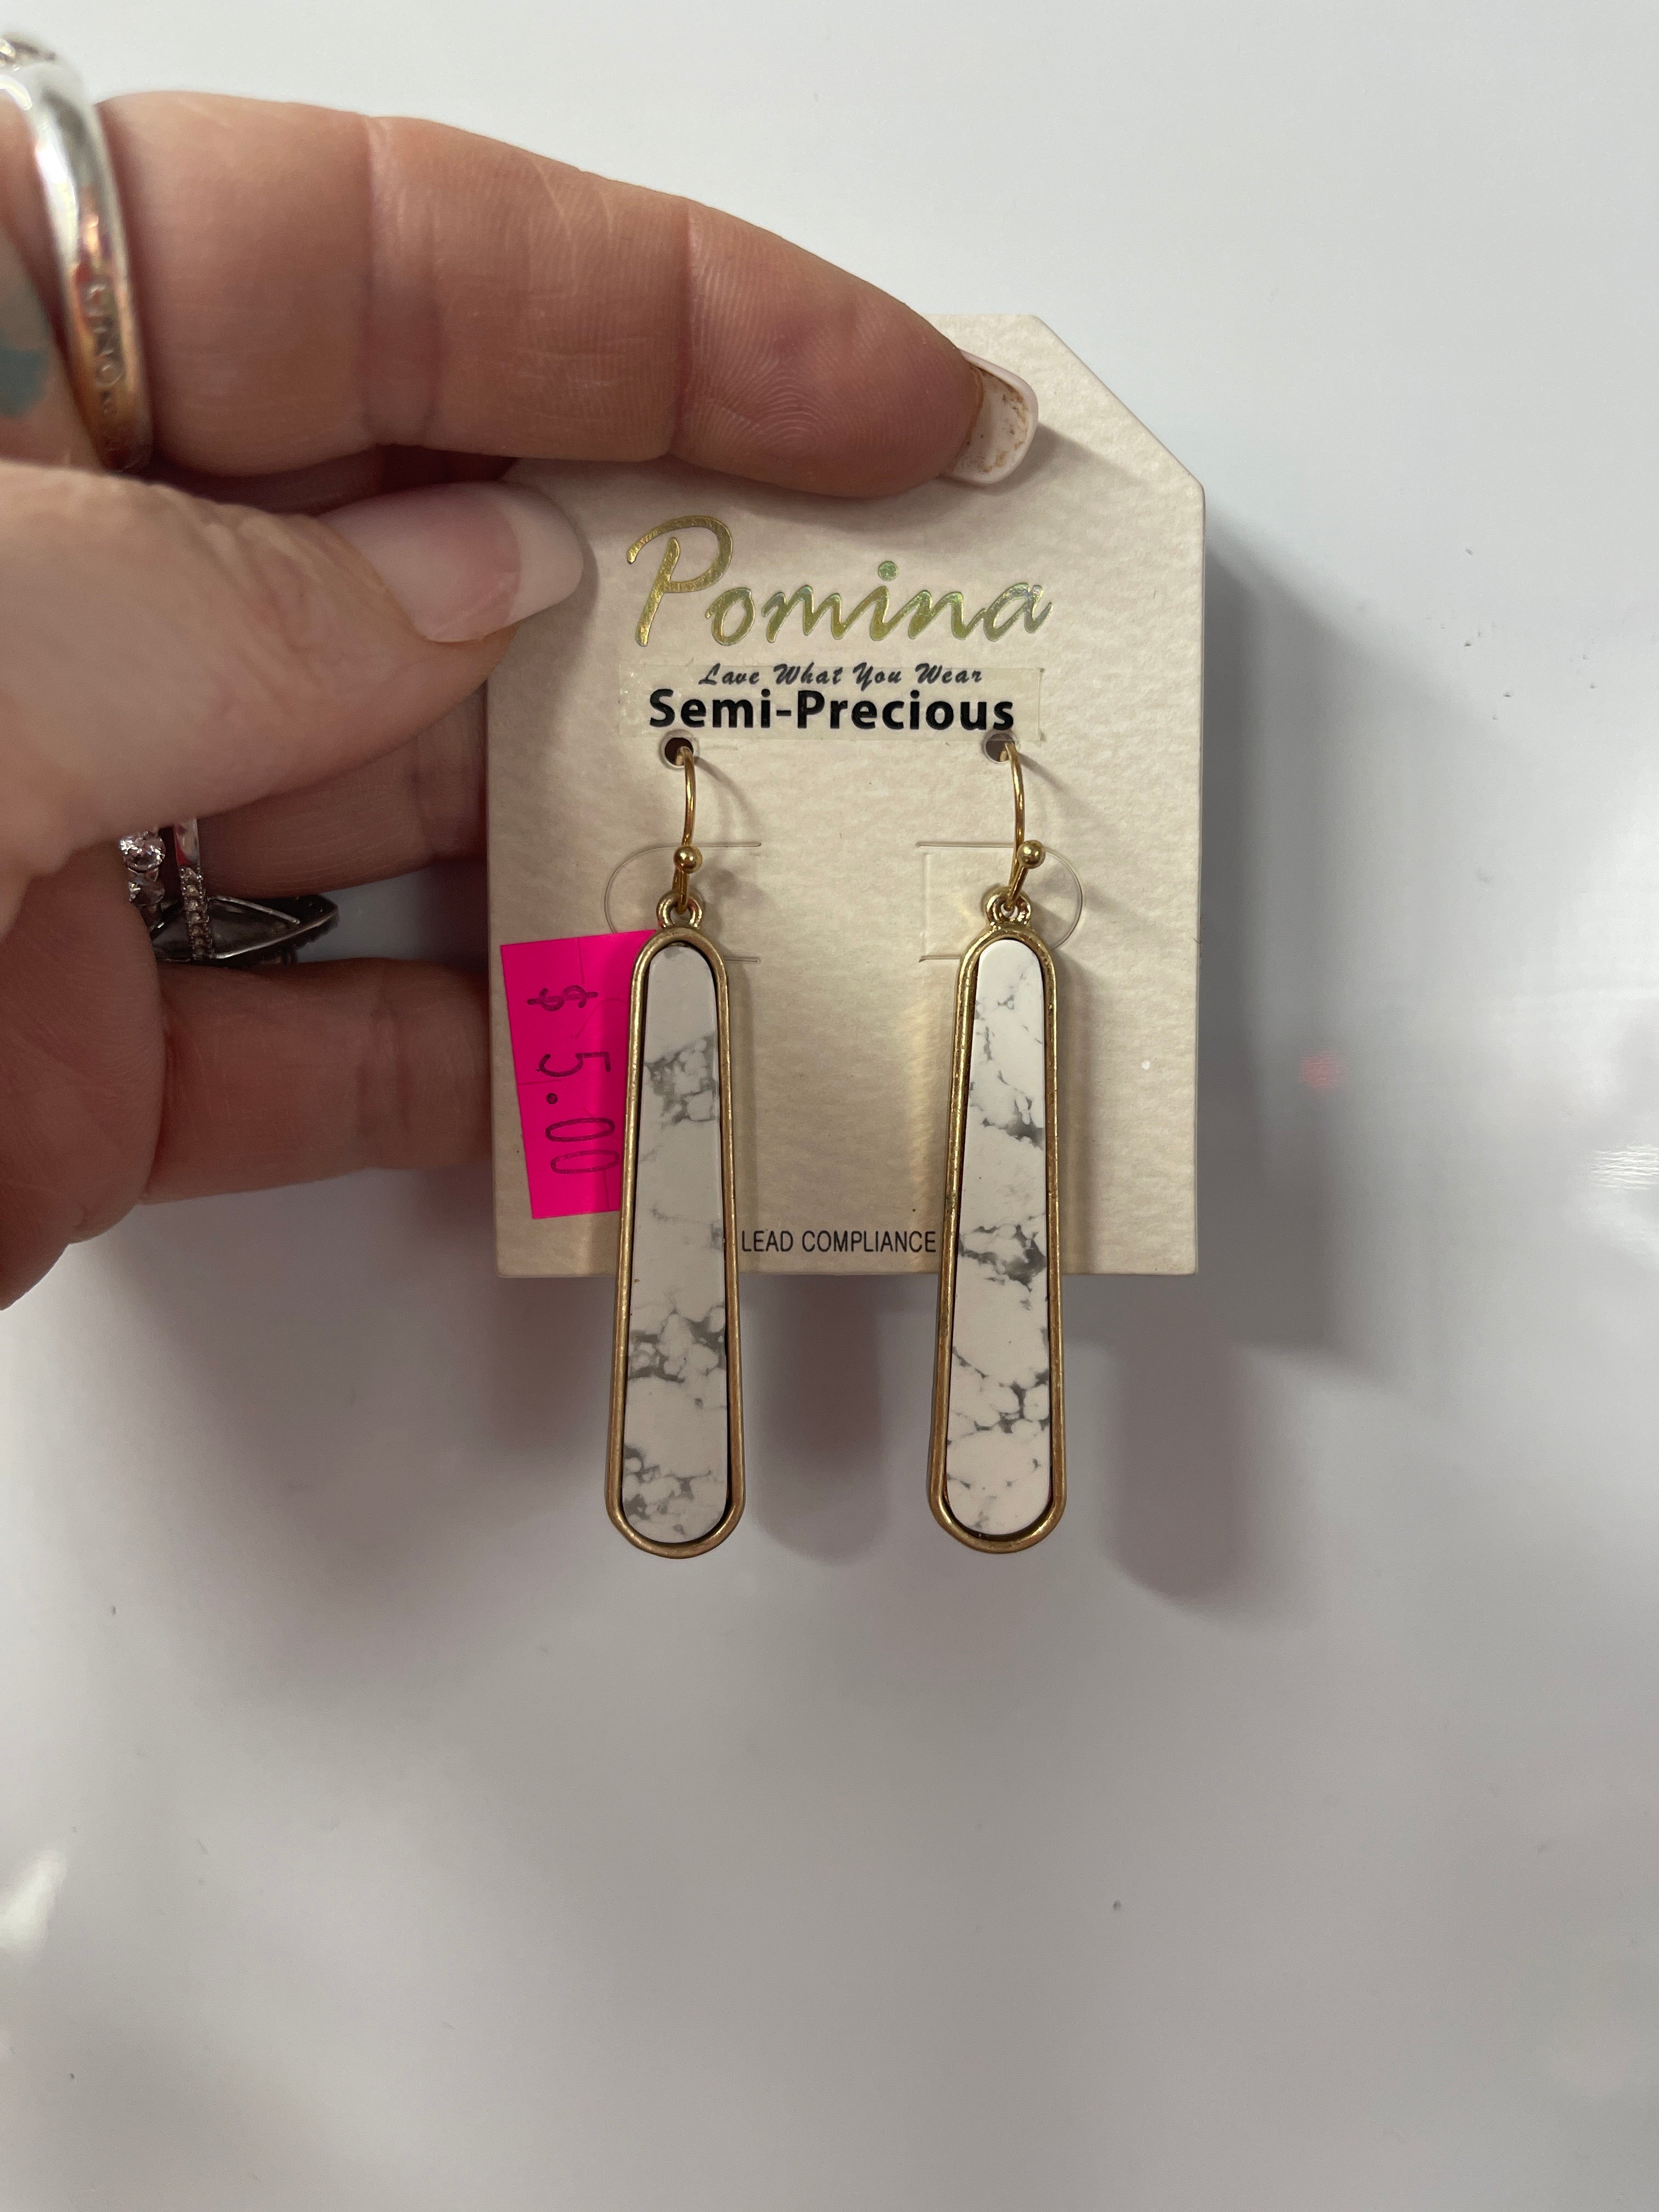 Pomina
Love What You Wear
Semi-Precious
$ 5.00
LEAD COMPLIANCE